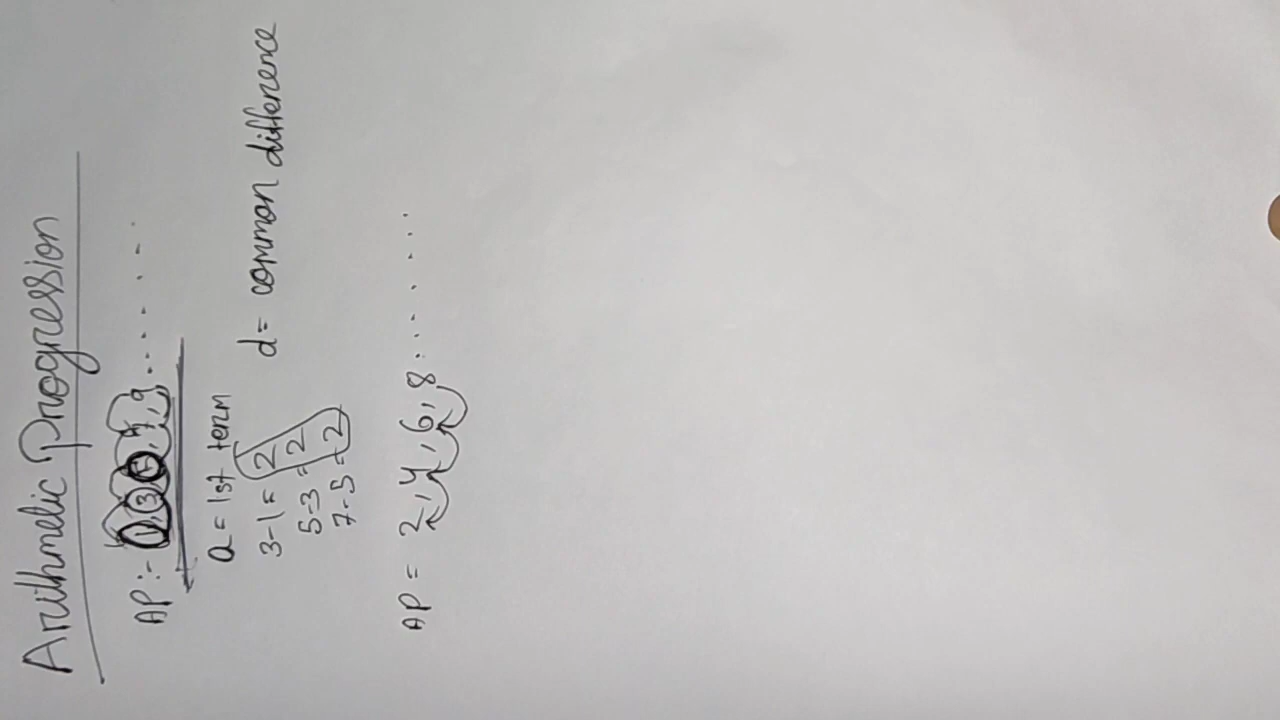 Arithmetic Progression
AP:- 1, 3, 5, 7, 9 .......
a = 1st term
d = common difference
3-1 = 2
5-3 = 2
7-5 = 2
AP = 2, 4, 6, 8 .......